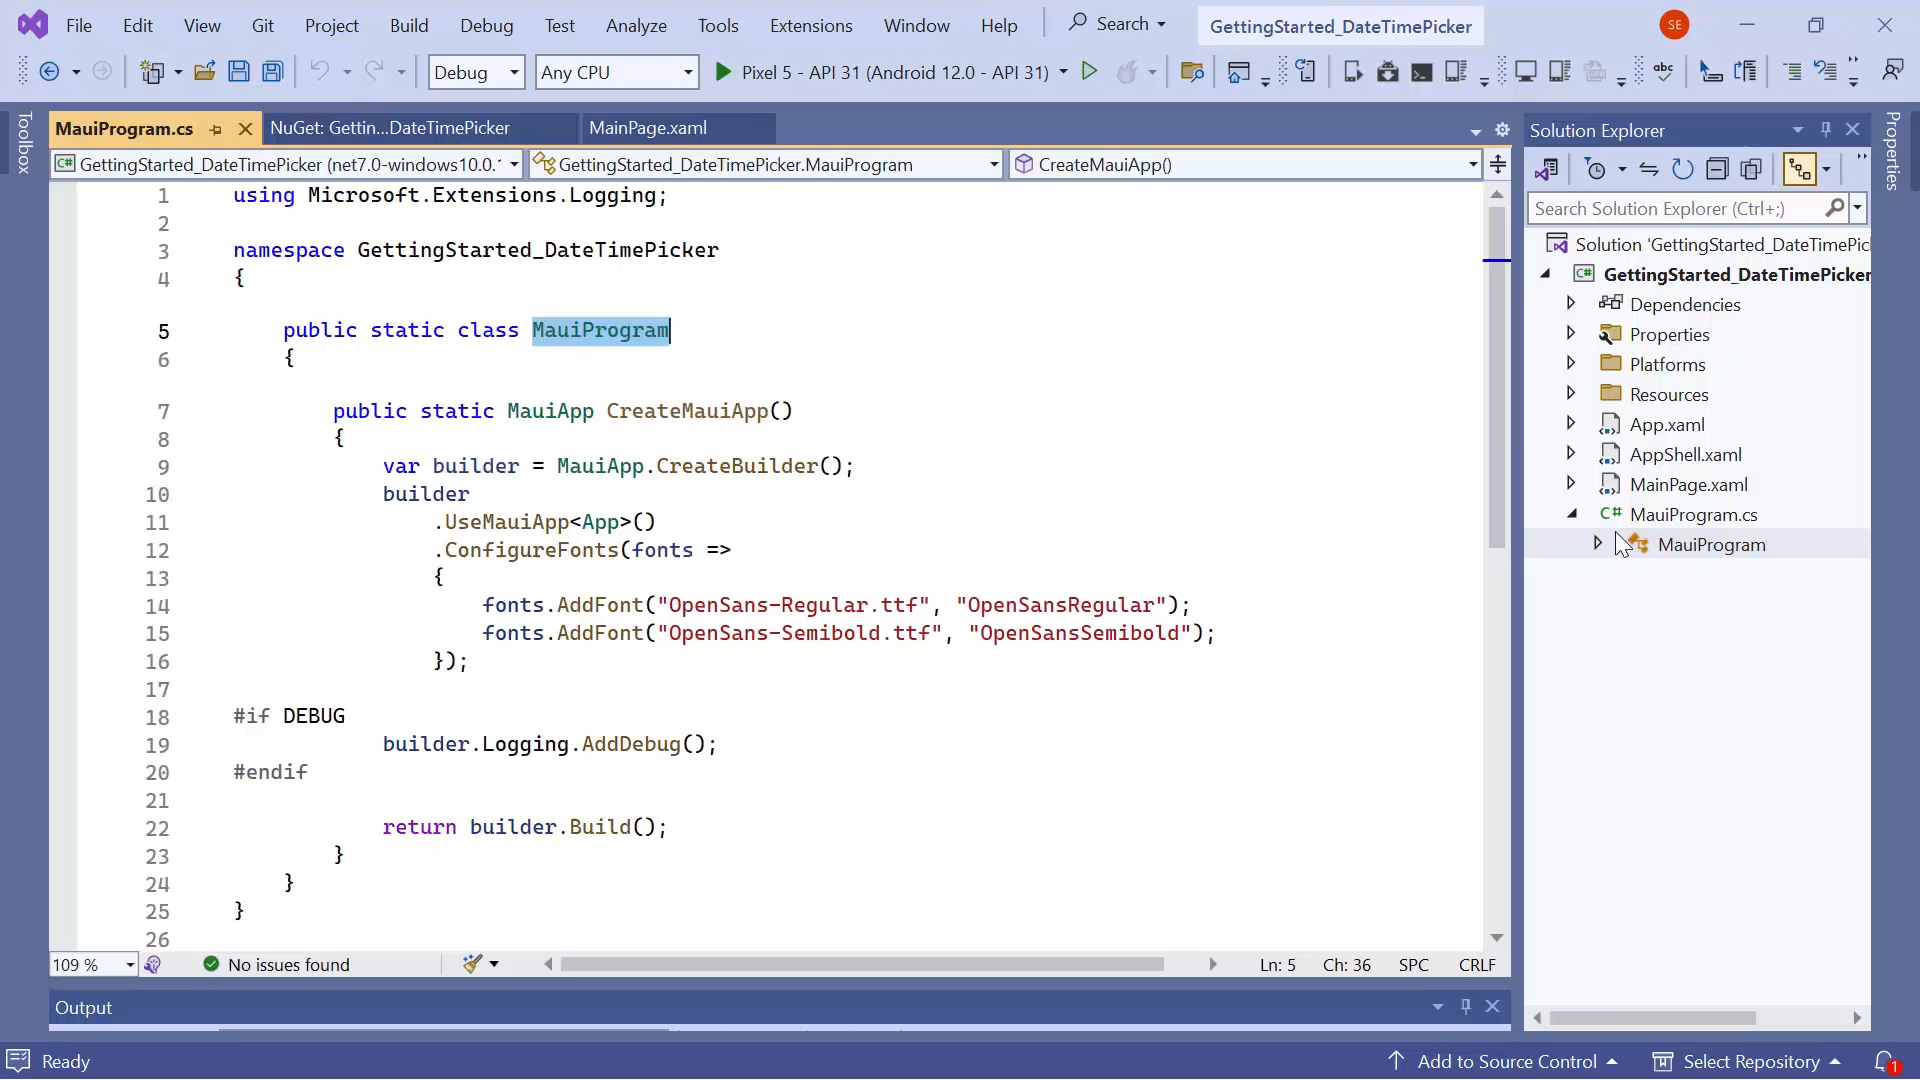 File Edit View Git Project Build Debug Test Analyze Tools Extensions Window Help Search GettingStarted_DateTimePicker SE
Debug Any CPU Pixel 5 - API 31 (Android 12.0 - API 31)
Toolbox
MauiProgram.cs NuGet: Gettin...DateTimePicker MainPage.xaml
GettingStarted_DateTimePicker (net7.0-windows10.0. GettingStarted_DateTimePicker.MauiProgram CreateMauiApp()
1 using Microsoft.Extensions.Logging;
2
3 namespace GettingStarted_DateTimePicker
4 {
5 public static class MauiProgram
6 {
7 public static MauiApp CreateMauiApp()
8 {
9 var builder = MauiApp.CreateBuilder();
10 builder
11 .UseMauiApp<App>()
12 .ConfigureFonts(fonts =>
13 {
14 fonts.AddFont("OpenSans-Regular.ttf", "OpenSansRegular");
15 fonts.AddFont("OpenSans-Semibold.ttf", "OpenSansSemibold");
16 });
17
18 #if DEBUG
19 builder.Logging.AddDebug();
20 #endif
21
22 return builder.Build();
23 }
24 }
25 }
26
109 % No issues found Ln: 5 Ch: 36 SPC CRLF
Output
Solution Explorer
Search Solution Explorer (Ctrl+;)
Solution 'GettingStarted_DateTimePic
GettingStarted_DateTimePicker
Dependencies
Properties
Platforms
Resources
App.xaml
AppShell.xaml
MainPage.xaml
C# MauiProgram.cs
MauiProgram
Properties
Ready Add to Source Control Select Repository 1